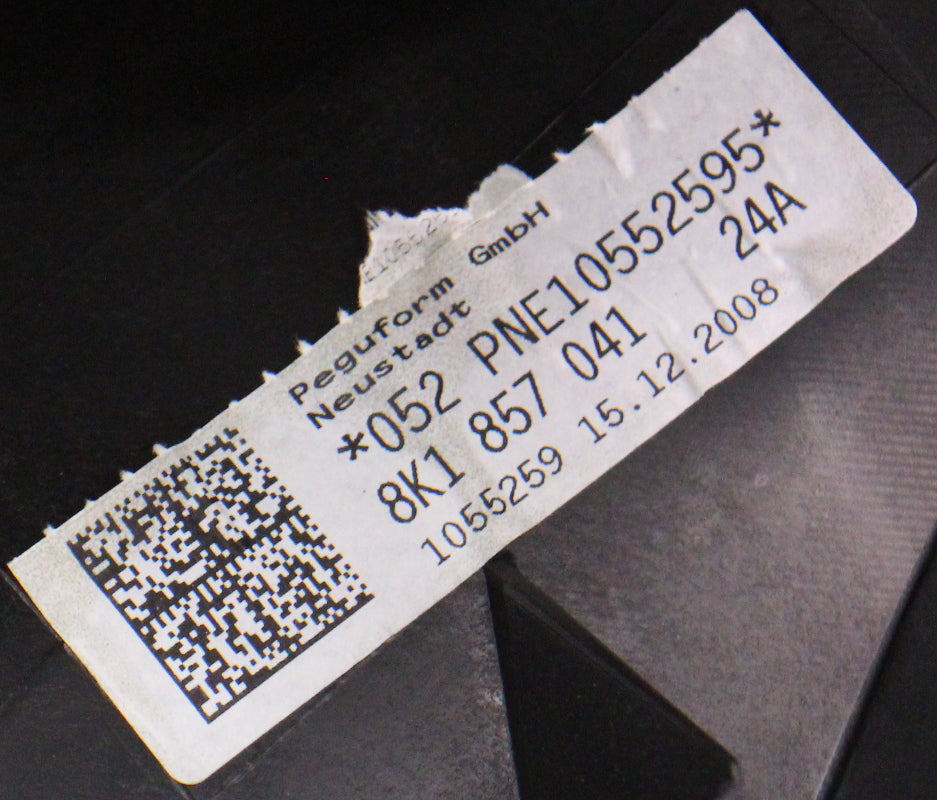 Peguform GmbH
Neustadt
*052 PNE10552595*
8K1 857 041 24A
1055259 15.12.2008